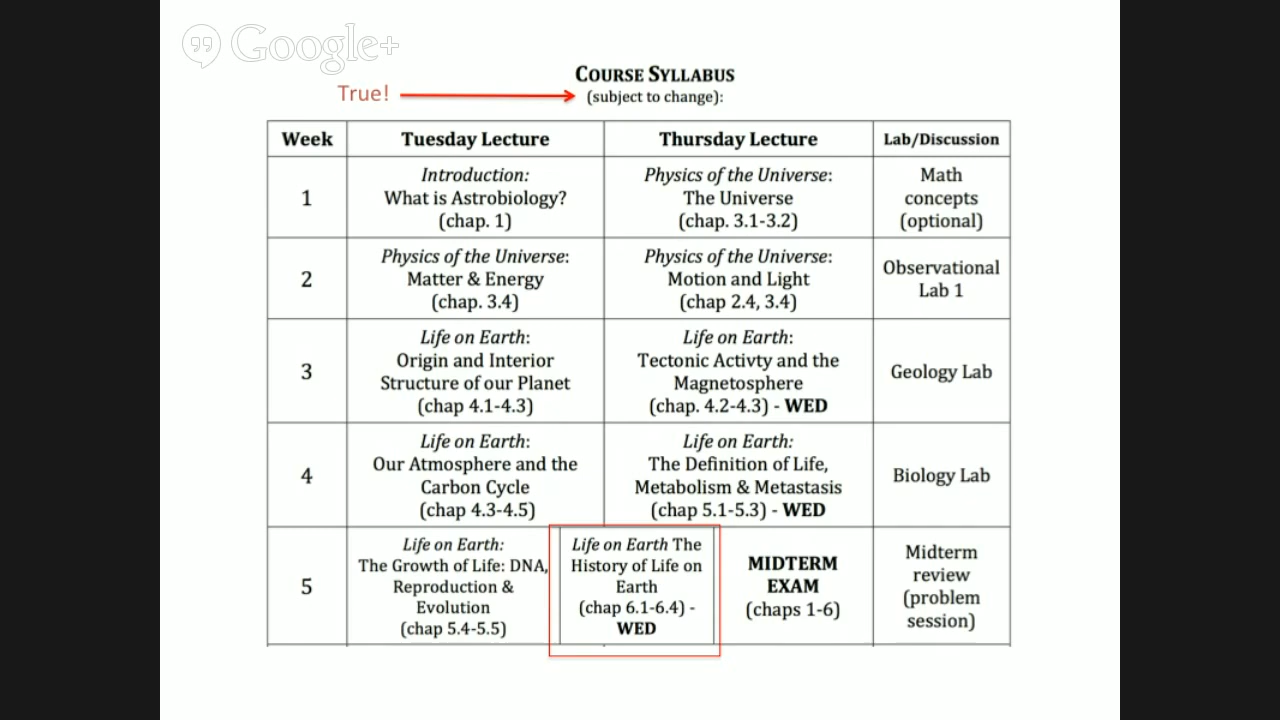 Google+
COURSE SYLLABUS
True!
(subject to change):
Week
Tuesday Lecture
Thursday Lecture
Lab/Discussion
1
Introduction:
What is Astrobiology?
(chap. 1)
Physics of the Universe:
The Universe
(chap. 3.1-3.2)
Math
concepts
(optional)
2
Physics of the Universe:
Matter & Energy
(chap. 3.4)
Physics of the Universe:
Motion and Light
(chap 2.4, 3.4)
Observational
Lab 1
3
Life on Earth:
Origin and Interior
Structure of our Planet
(chap 4.1-4.3)
Life on Earth:
Tectonic Activty and the
Magnetosphere
(chap. 4.2-4.3) - WED
Geology Lab
4
Life on Earth:
Our Atmosphere and the
Carbon Cycle
(chap 4.3-4.5)
Life on Earth:
The Definition of Life,
Metabolism & Metastasis
(chap 5.1-5.3) - WED
Biology Lab
5
Life on Earth:
The Growth of Life: DNA,
Reproduction &
Evolution
(chap 5.4-5.5)
Life on Earth The
History of Life on
Earth
(chap 6.1-6.4) -
WED
MIDTERM
EXAM
(chaps 1-6)
Midterm
review
(problem
session)